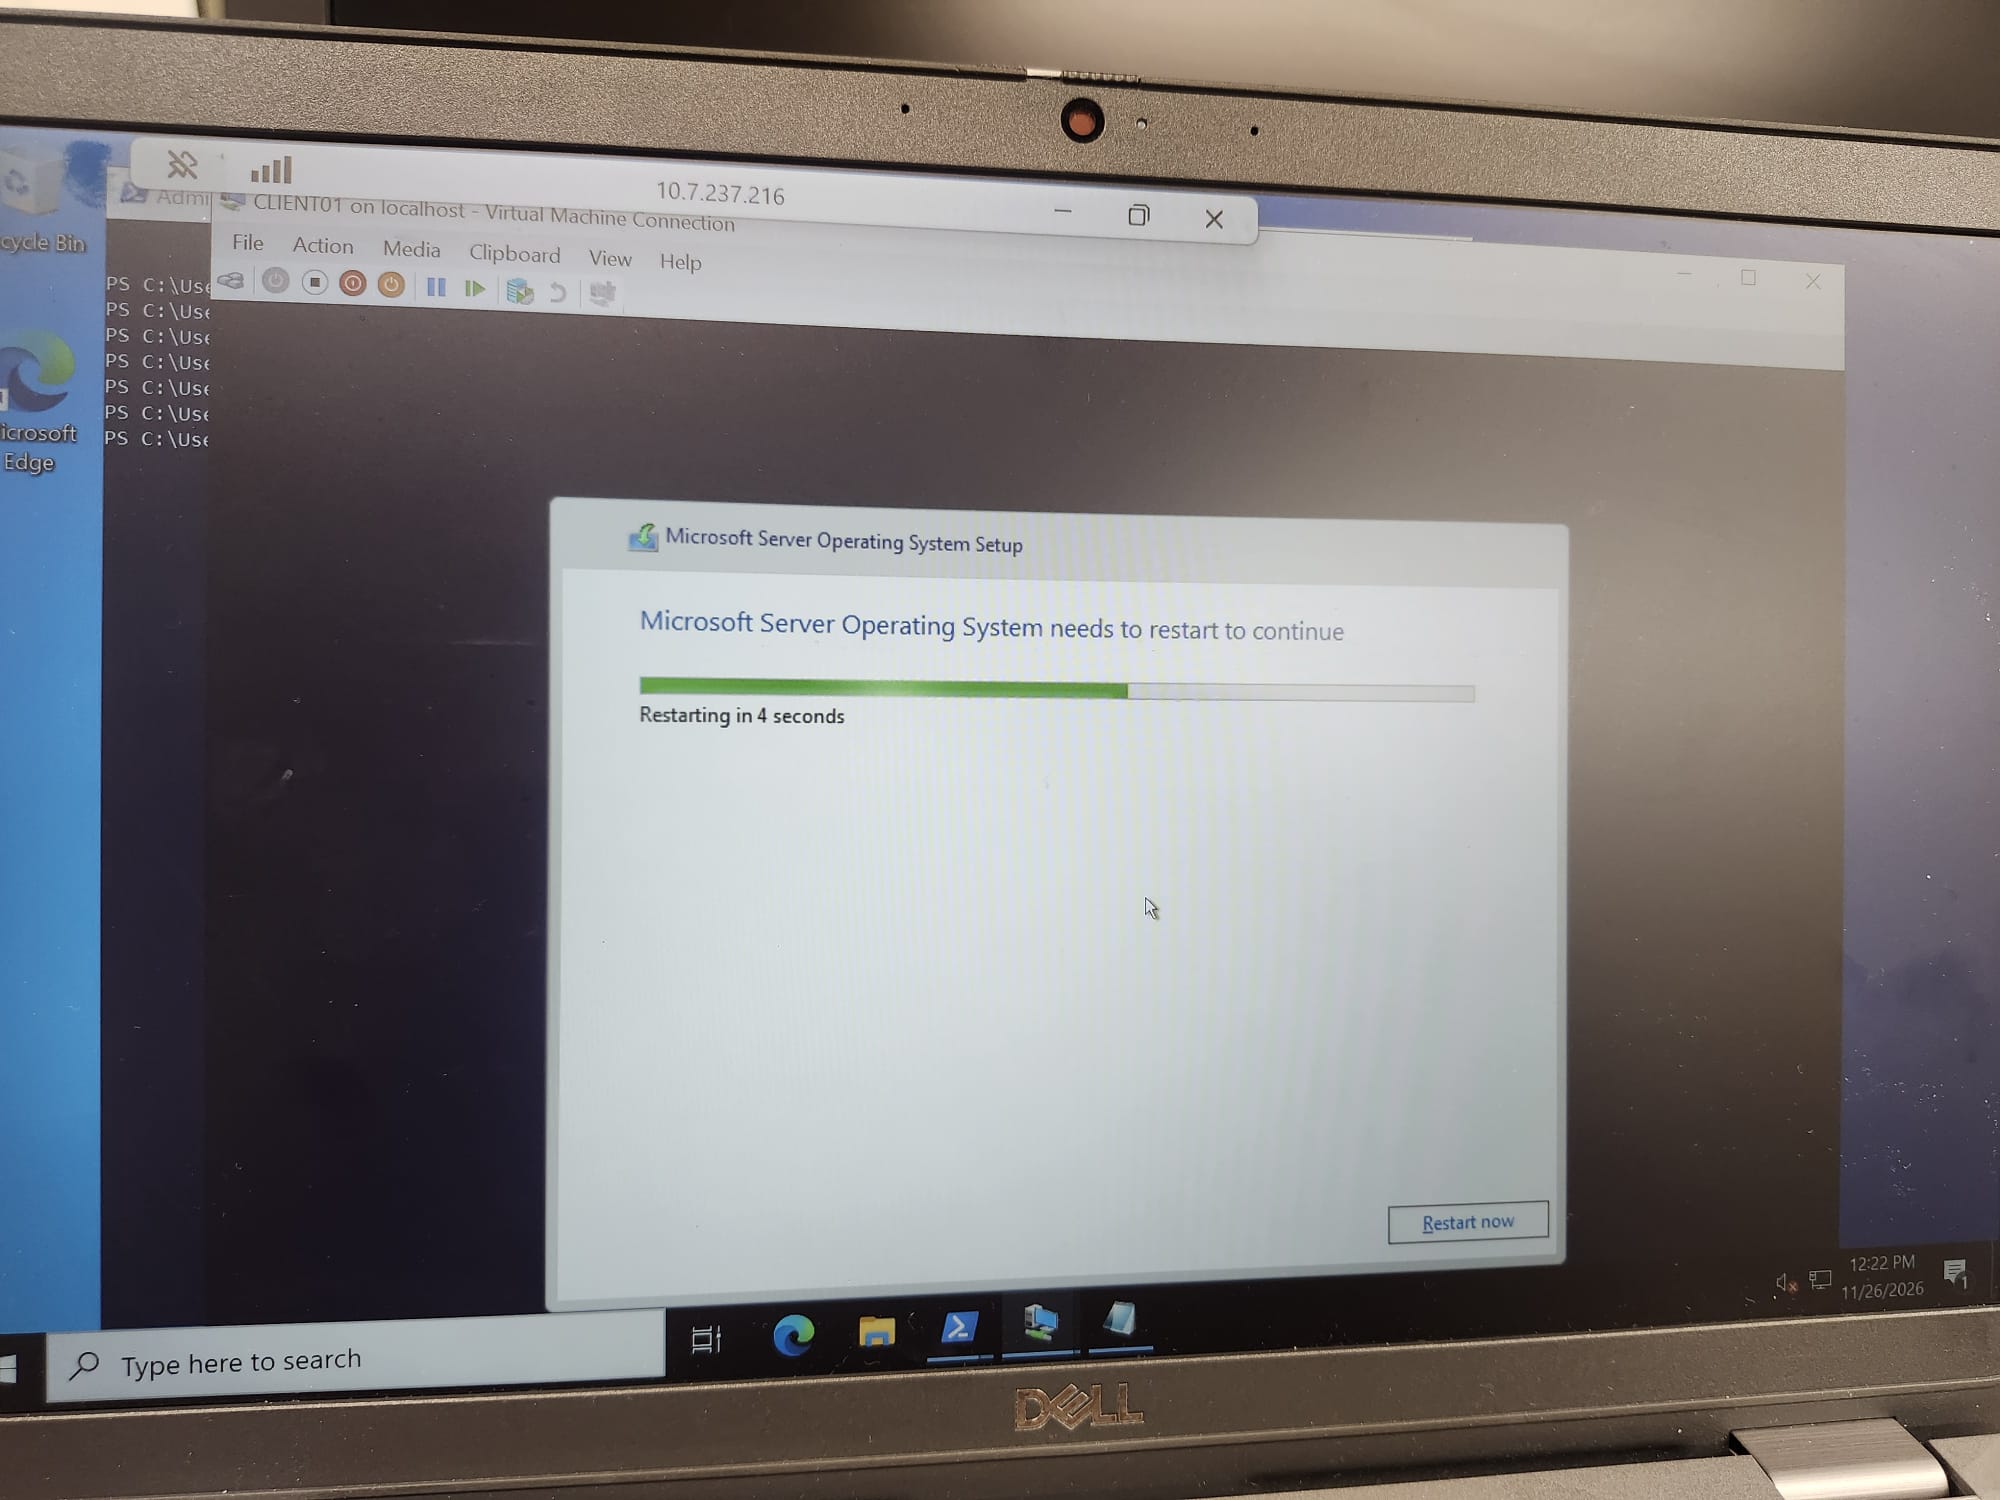 10.7.237.216
cycle Bin
Admi
CLIENT01 on localhost - Virtual Machine Connection
File Action Media Clipboard View Help
PS C:\Use
PS C:\Use
PS C:\Use
PS C:\Use
PS C:\Use
PS C:\Use
PS C:\Use
icrosoft
Edge
Microsoft Server Operating System Setup
Microsoft Server Operating System needs to restart to continue
Restarting in 4 seconds
Restart now
12:22 PM
11/26/2026
1
Type here to search
DELL